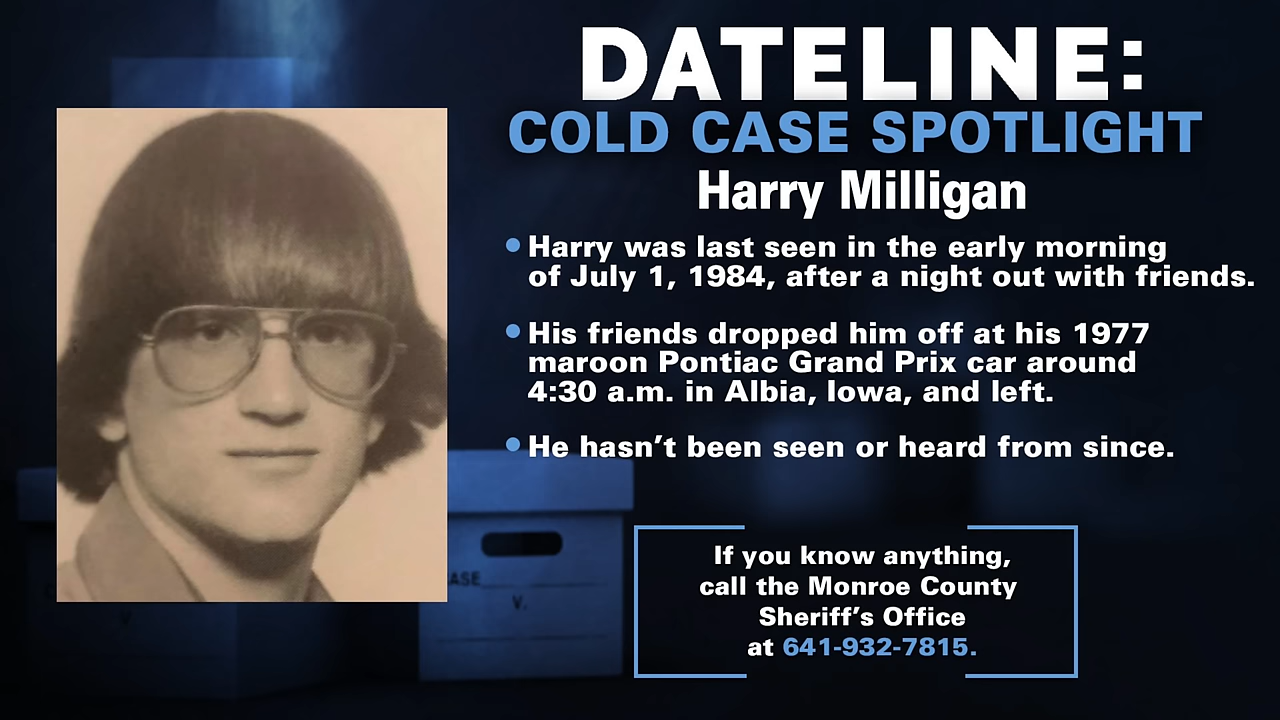 DATELINE:
COLD CASE SPOTLIGHT
Harry Milligan
• Harry was last seen in the early morning
of July 1, 1984, after a night out with friends.
• His friends dropped him off at his 1977
maroon Pontiac Grand Prix car around
4:30 a.m. in Albia, Iowa, and left.
• He hasn't been seen or heard from since.
ASE
V.
If you know anything,
call the Monroe County
Sheriff's Office
at 641-932-7815.